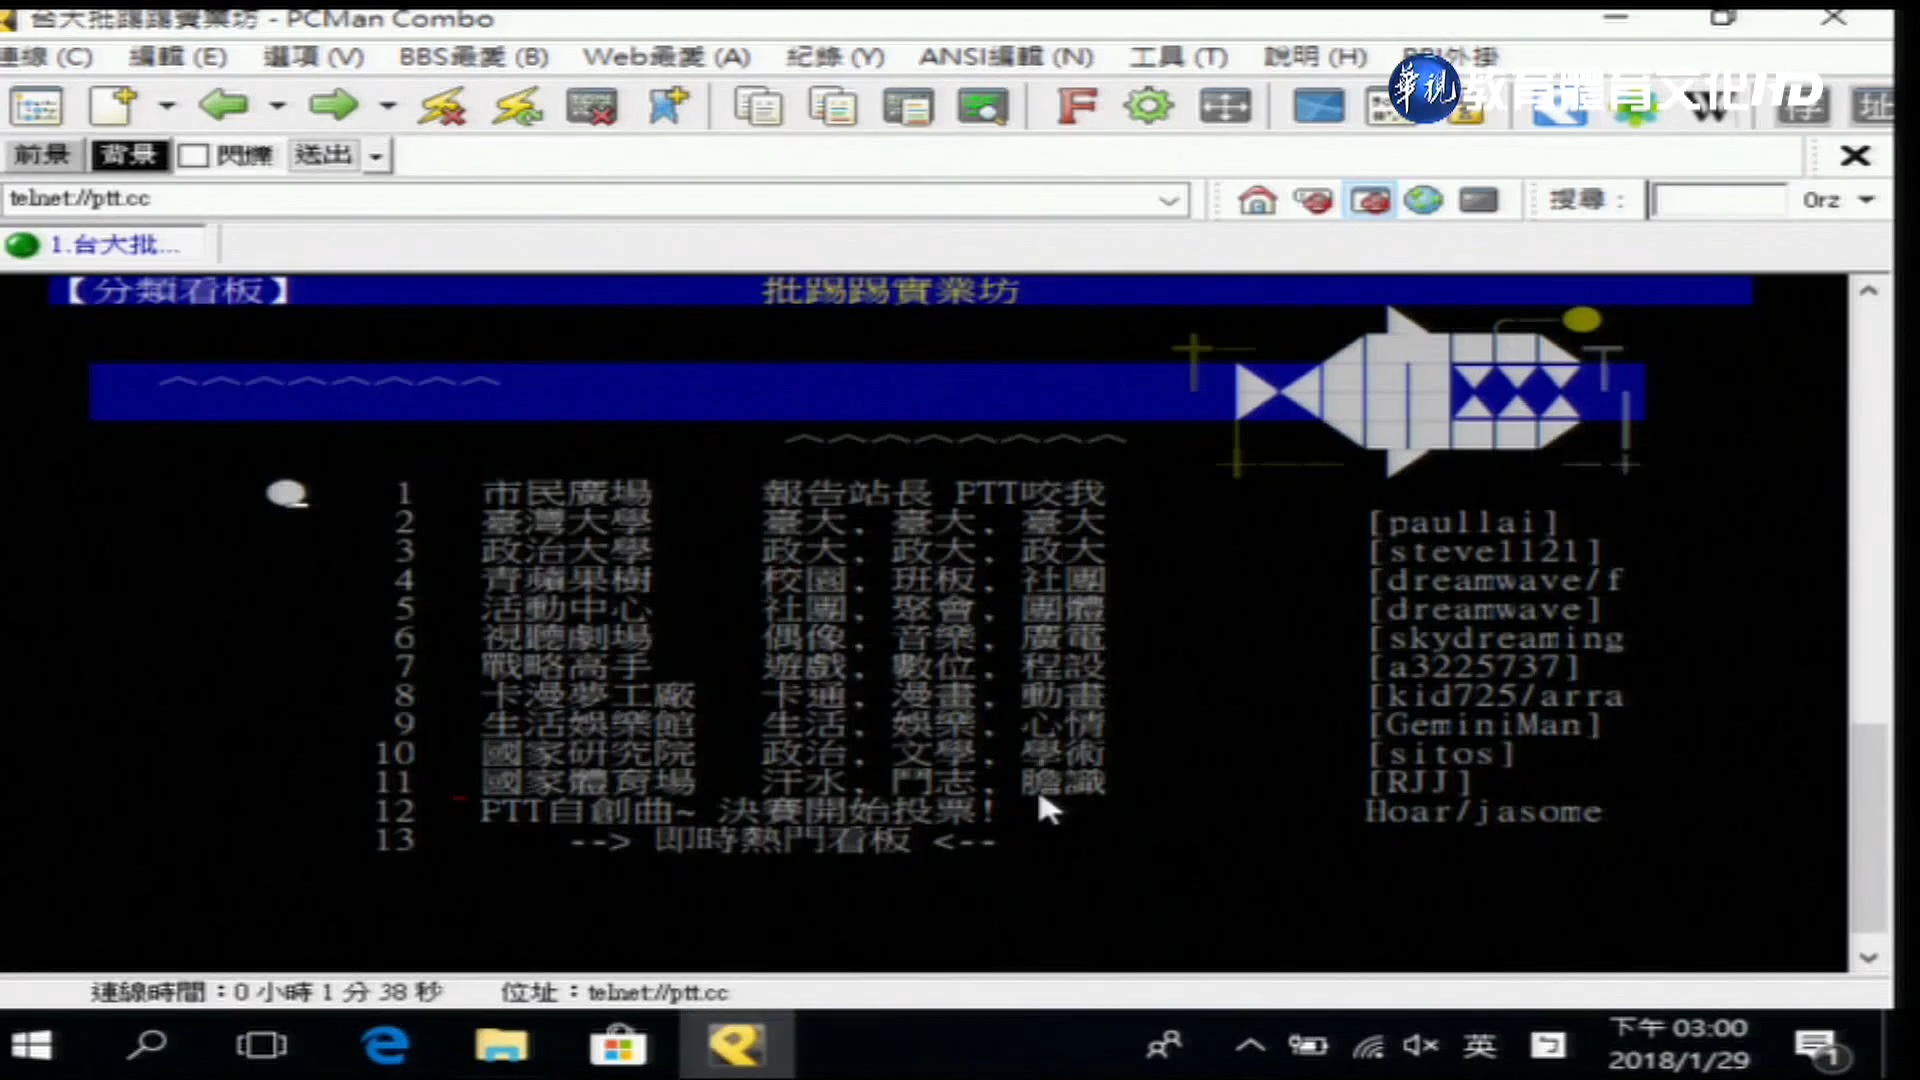 台大批踢踢實業坊 - PCMan Combo
連線 (C) 編輯 (E) 選項 (V) BBS最愛 (B) Web最愛 (A) 紀錄 (Y) ANSI編輯 (N) 工具 (T) 說明 (H) 外掛
華視 教育體育文化HD
F W 存 址
前景 背景 閃爍 送出
telnet://ptt.cc 搜尋： Orz
1.台大批...
【分類看板】 批踢踢實業坊
1 市民廣場 報告站長 PTT咬我
2 臺灣大學 臺大, 臺大, 臺大 [paullai]
3 政治大學 政大, 政大, 政大 [steve1121]
4 青蘋果樹 校園, 班板, 社團 [dreamwave/f
5 活動中心 社團, 聚會, 團體 [dreamwave]
6 視聽劇場 偶像, 音樂, 廣電 [skydreaming
7 戰略高手 遊戲, 數位, 程設 [a3225737]
8 卡漫夢工廠 卡通, 漫畫, 動畫 [kid725/arra
9 生活娛樂館 生活, 娛樂, 心情 [GeminiMan]
10 國家研究院 政治, 文學, 學術 [sitos]
11 國家體育場 汗水, 鬥志, 膽識 [RJJ]
12 PTT自創曲~ 決賽開始投票! Hoar/jasome
13 --> 即時熱門看板 <--
連線時間：0 小時 1 分 38 秒 位址：telnet://ptt.cc
英 下午 03:00
2018/1/29 1